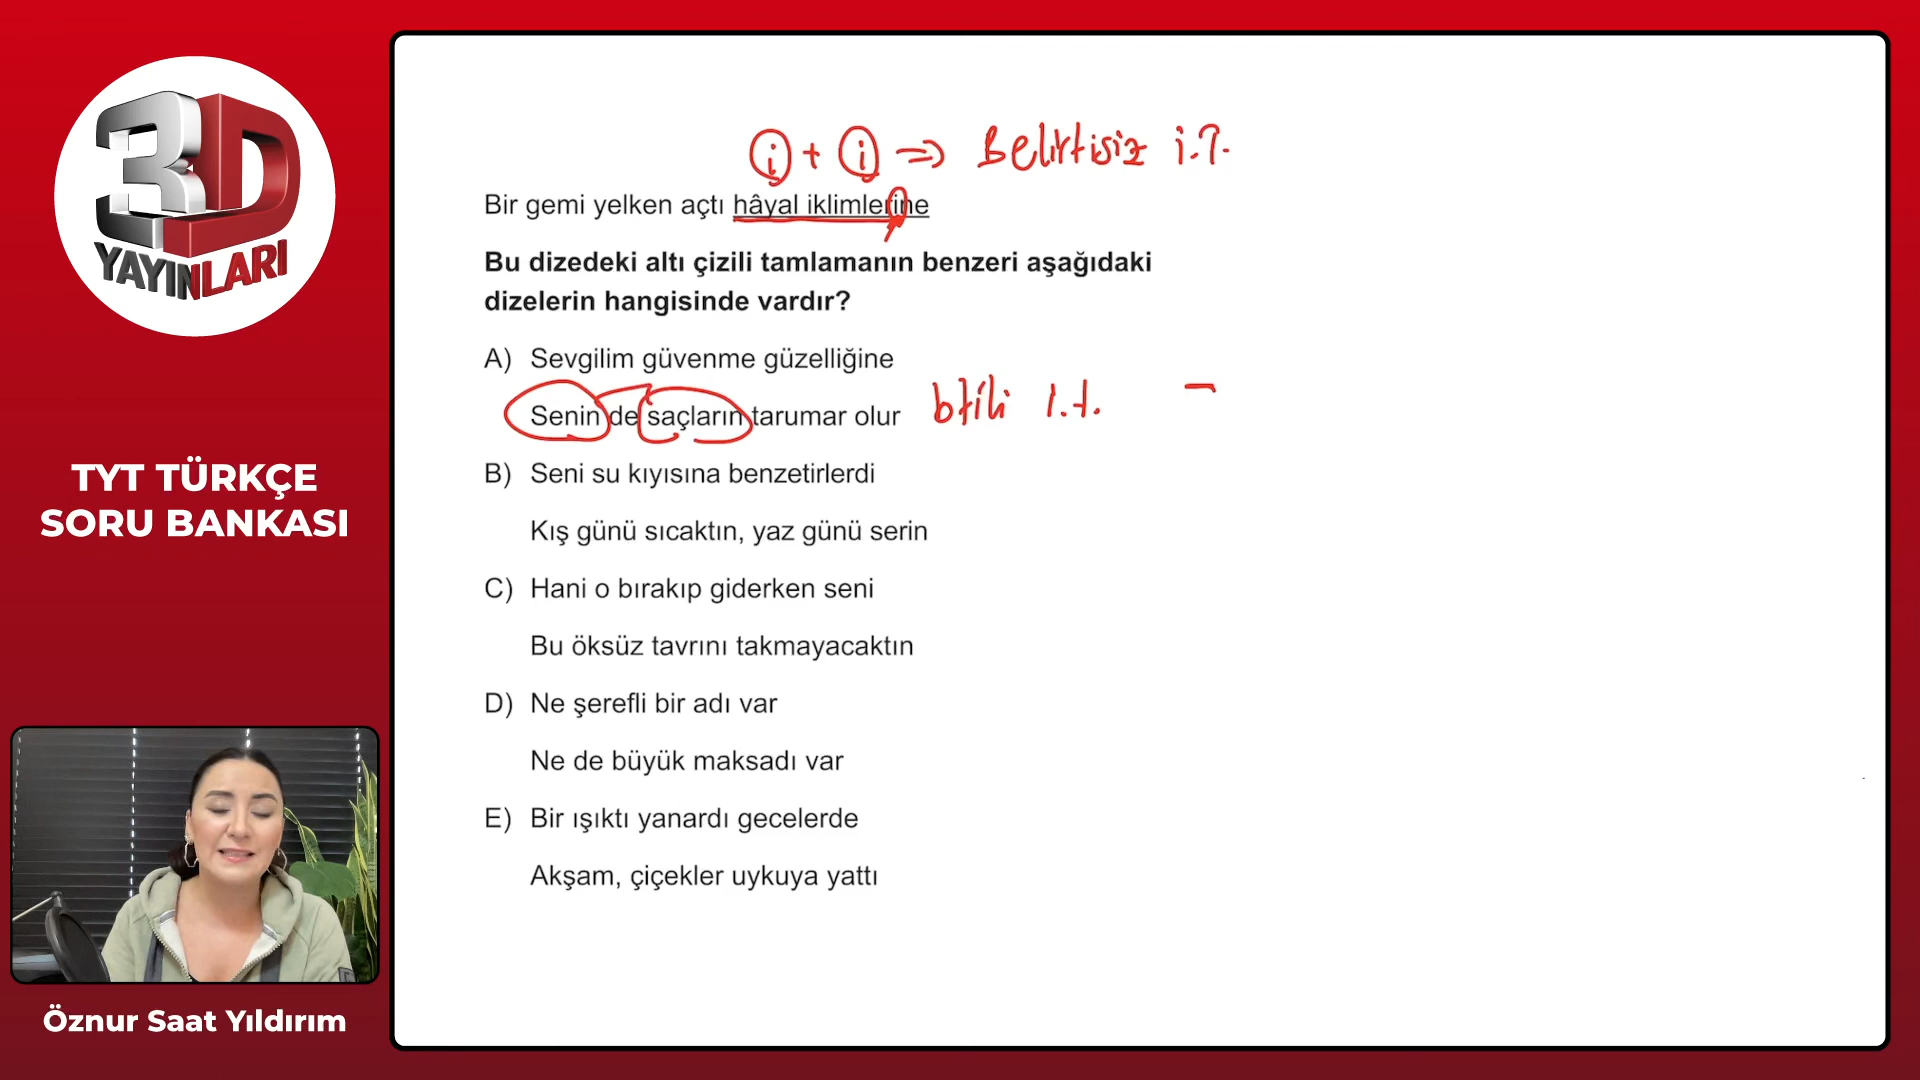 3D
YAYINLARI
TYT TÜRKÇE
SORU BANKASI
Öznur Saat Yıldırım
i + i ⇒ Belirtisiz i.T.
Bir gemi yelken açtı hâyal iklimlerine
Bu dizedeki altı çizili tamlamanın benzeri aşağıdaki
dizelerin hangisinde vardır?
A) Sevgilim güvenme güzelliğine
Senin de saçların tarumar olur btili i.t.
B) Seni su kıyısına benzetirlerdi
Kış günü sıcaktın, yaz günü serin
C) Hani o bırakıp giderken seni
Bu öksüz tavrını takmayacaktın
D) Ne şerefli bir adı var
Ne de büyük maksadı var
E) Bir ışıktı yanardı gecelerde
Akşam, çiçekler uykuya yattı